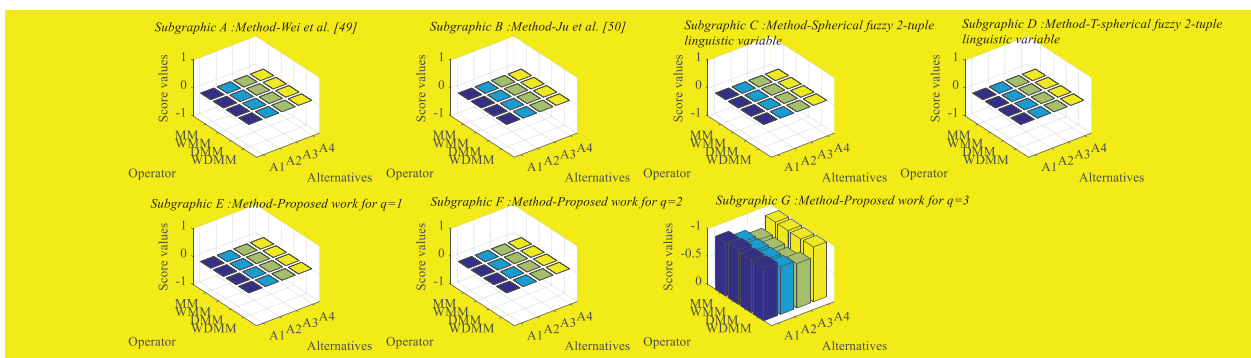 Subgraphic A :Method-Wei et al. [49]
1
0
-1
Score values
MM
WMM
DMM
WDMM
Operator
A1
A2
A3
A4
Alternatives
Subgraphic B :Method-Ju et al. [50]
1
0
-1
Score values
MM
WMM
DMM
WDMM
Operator
A1
A2
A3
A4
Alternatives
Subgraphic C :Method-Spherical fuzzy 2-tuple
linguistic variable
1
0
-1
Score values
MM
WMM
DMM
WDMM
Operator
A1
A2
A3
A4
Alternatives
Subgraphic D :Method-T-spherical fuzzy 2-tuple
linguistic variable
1
0
-1
Score values
MM
WMM
DMM
WDMM
Operator
A1
A2
A3
A4
Alternatives
Subgraphic E :Method-Proposed work for q=1
1
0
-1
Score values
MM
WMM
DMM
WDMM
Operator
A1
A2
A3
A4
Alternatives
Subgraphic F :Method-Proposed work for q=2
1
0
-1
Score values
MM
WMM
DMM
WDMM
Operator
A1
A2
A3
A4
Alternatives
Subgraphic G :Method-Proposed work for q=3
-1
-0.5
0
Score values
MM
WMM
DMM
WDMM
Operator
A1
A2
A3
A4
Alternatives